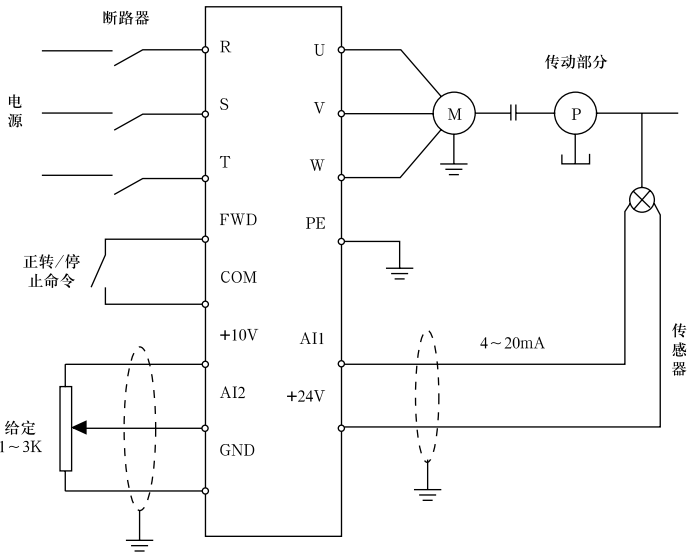 断路器
电
源
R
S
T
FWD
COM
+10V
AI2
GND
正转/停
止命令
给定
1～3K
U
V
W
PE
AI1
+24V
M
P
传动部分
4～20mA
传
感
器